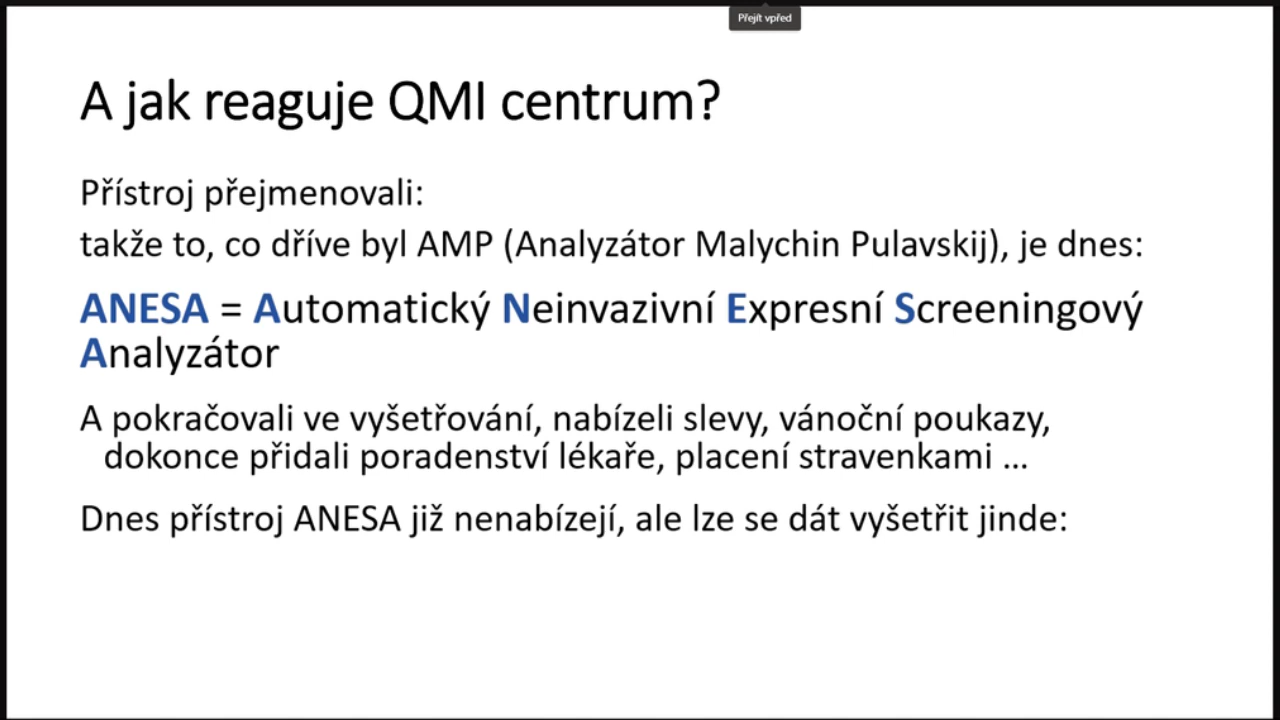 Přejít vpřed
A jak reaguje QMI centrum?
Přístroj přejmenovali:
takže to, co dříve byl AMP (Analyzátor Malychin Pulavskij), je dnes:
ANESA = Automatický Neinvazivní Expresní Screeningový
Analyzátor
A pokračovali ve vyšetřování, nabízeli slevy, vánoční poukazy,
dokonce přidali poradenství lékaře, placení stravenkami ...
Dnes přístroj ANESA již nenabízejí, ale lze se dát vyšetřit jinde: